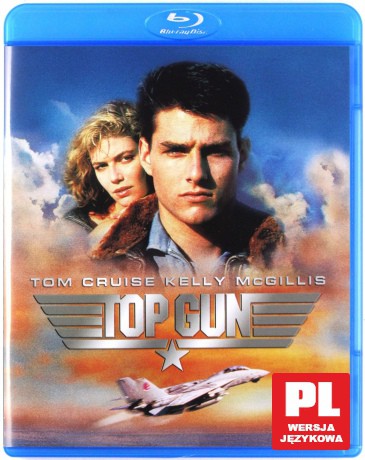 Blu-ray Disc
TOM CRUISE KELLY McGILLIS
TOP GUN
PL
WERSJA
JĘZYKOWA